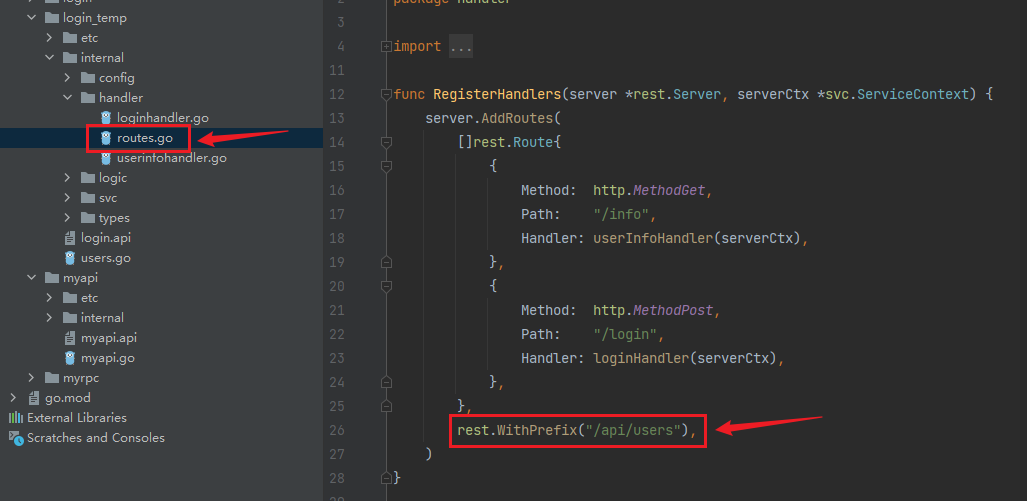 login
login_temp
etc
internal
config
handler
loginhandler.go
routes.go
userinfohandler.go
logic
svc
types
login.api
users.go
myapi
etc
internal
myapi.api
myapi.go
myrpc
go.mod
External Libraries
Scratches and Consoles
2 package handler
3
4 import ...
11
12 func RegisterHandlers(server *rest.Server, serverCtx *svc.ServiceContext) {
13 server.AddRoutes(
14 []rest.Route{
15 {
16 Method: http.MethodGet,
17 Path: "/info",
18 Handler: userInfoHandler(serverCtx),
19 },
20 {
21 Method: http.MethodPost,
22 Path: "/login",
23 Handler: loginHandler(serverCtx),
24 },
25 },
26 rest.WithPrefix("/api/users"),
27 )
28 }